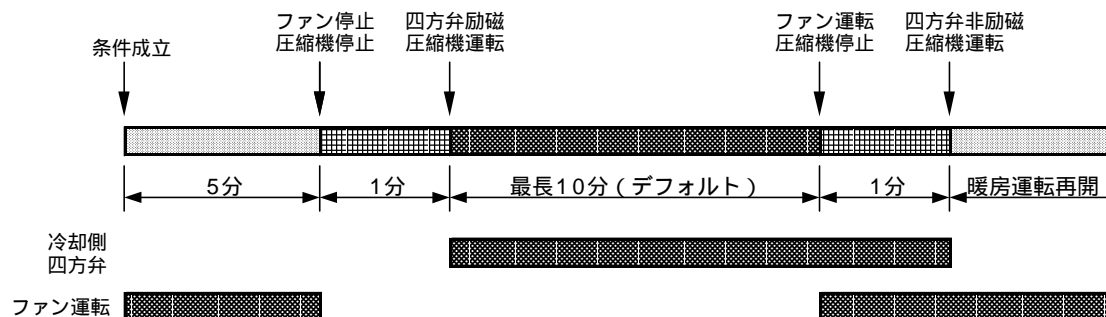 条件成立
ファン停止
圧縮機停止
四方弁励磁
圧縮機運転
ファン運転
圧縮機停止
四方弁非励磁
圧縮機運転
5分
1分
最長10分(デフォルト)
1分
暖房運転再開
冷却側
四方弁
ファン運転